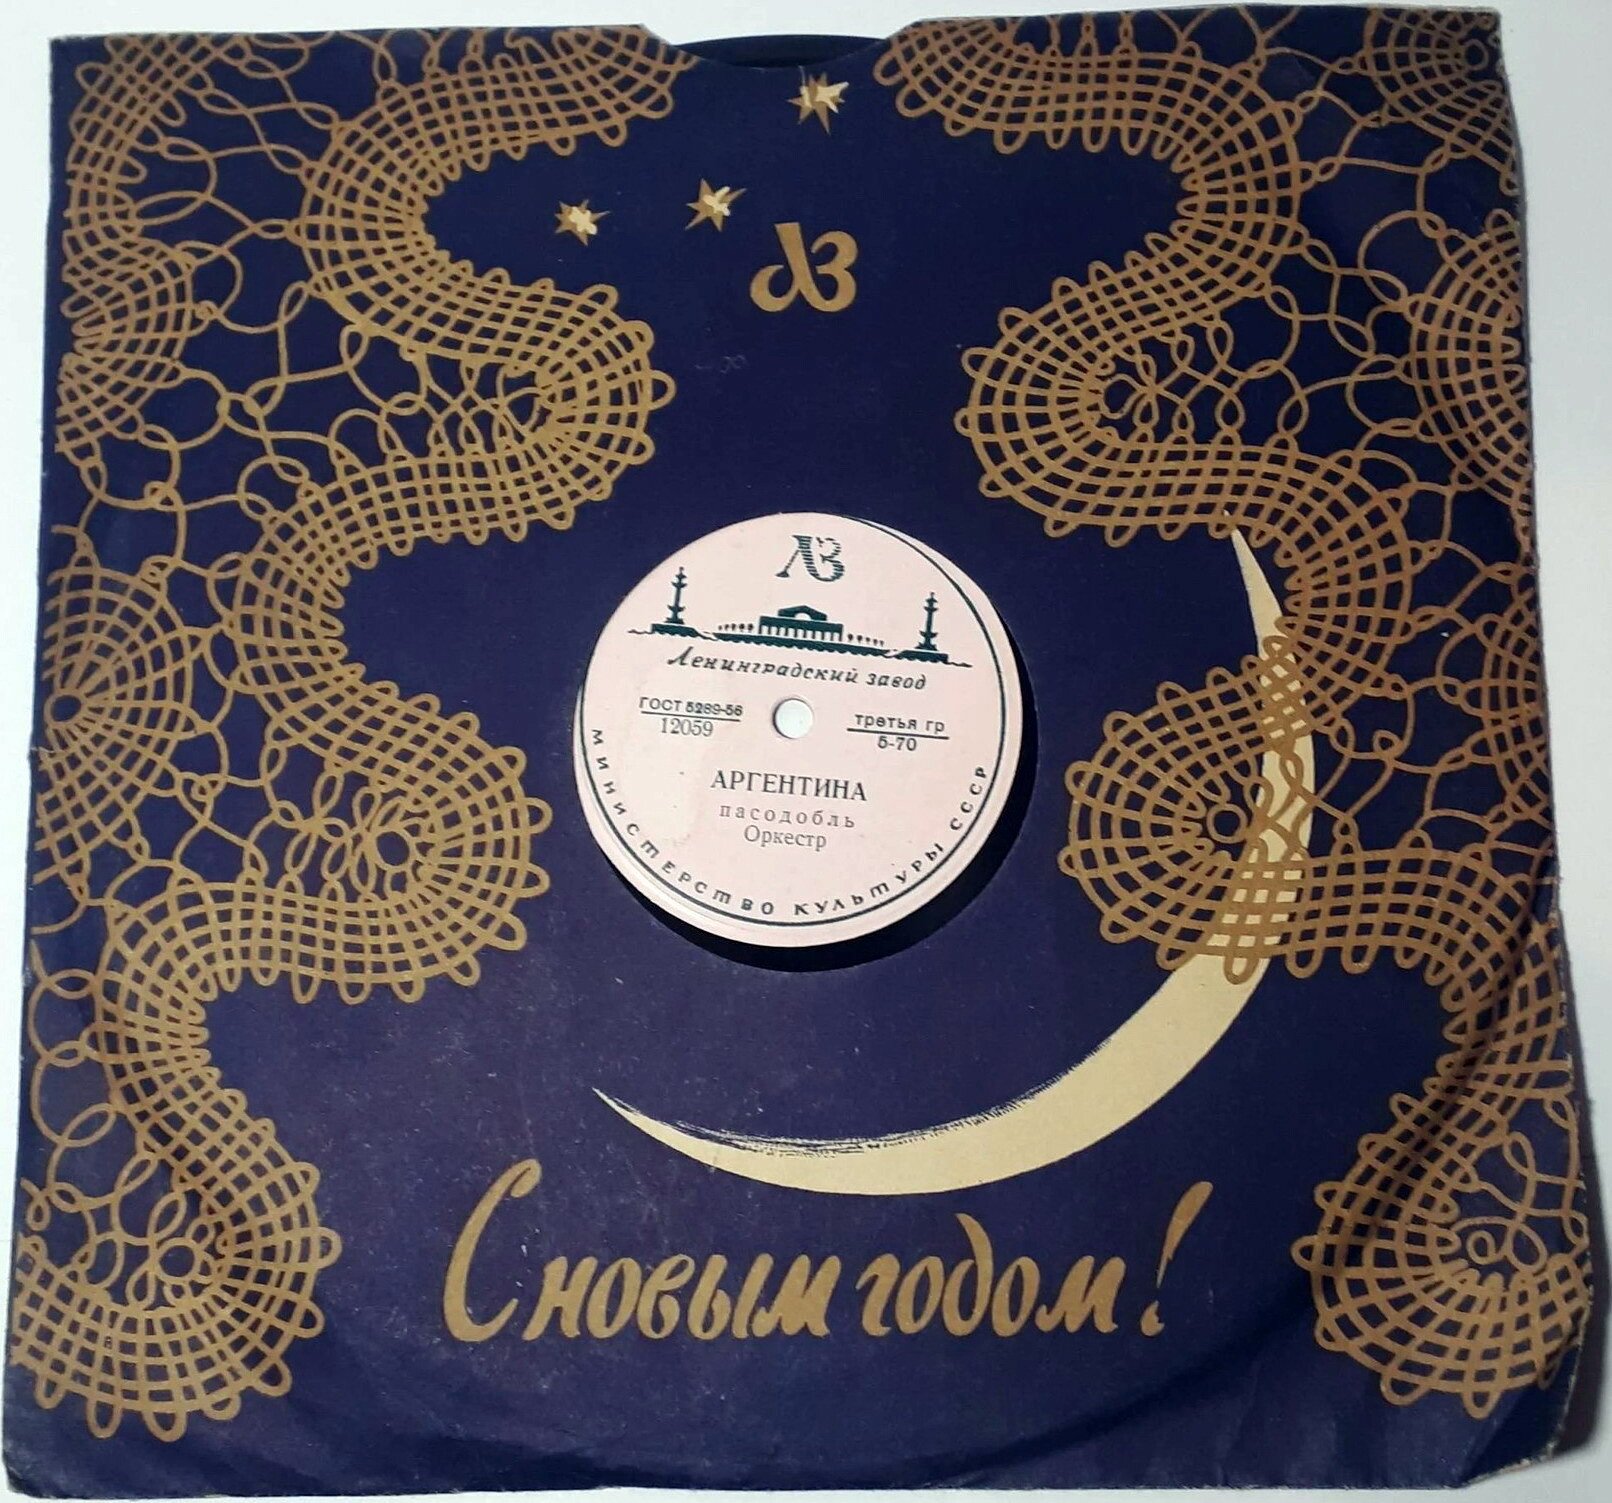 ЛЗ
ЛЗ
Ленинградский завод
ГОСТ 5289-56
12059
третья гр
5-70
АРГЕНТИНА
пасодобль
Оркестр
МИНИСТЕРСТВО КУЛЬТУРЫ СССР
С новым годом!